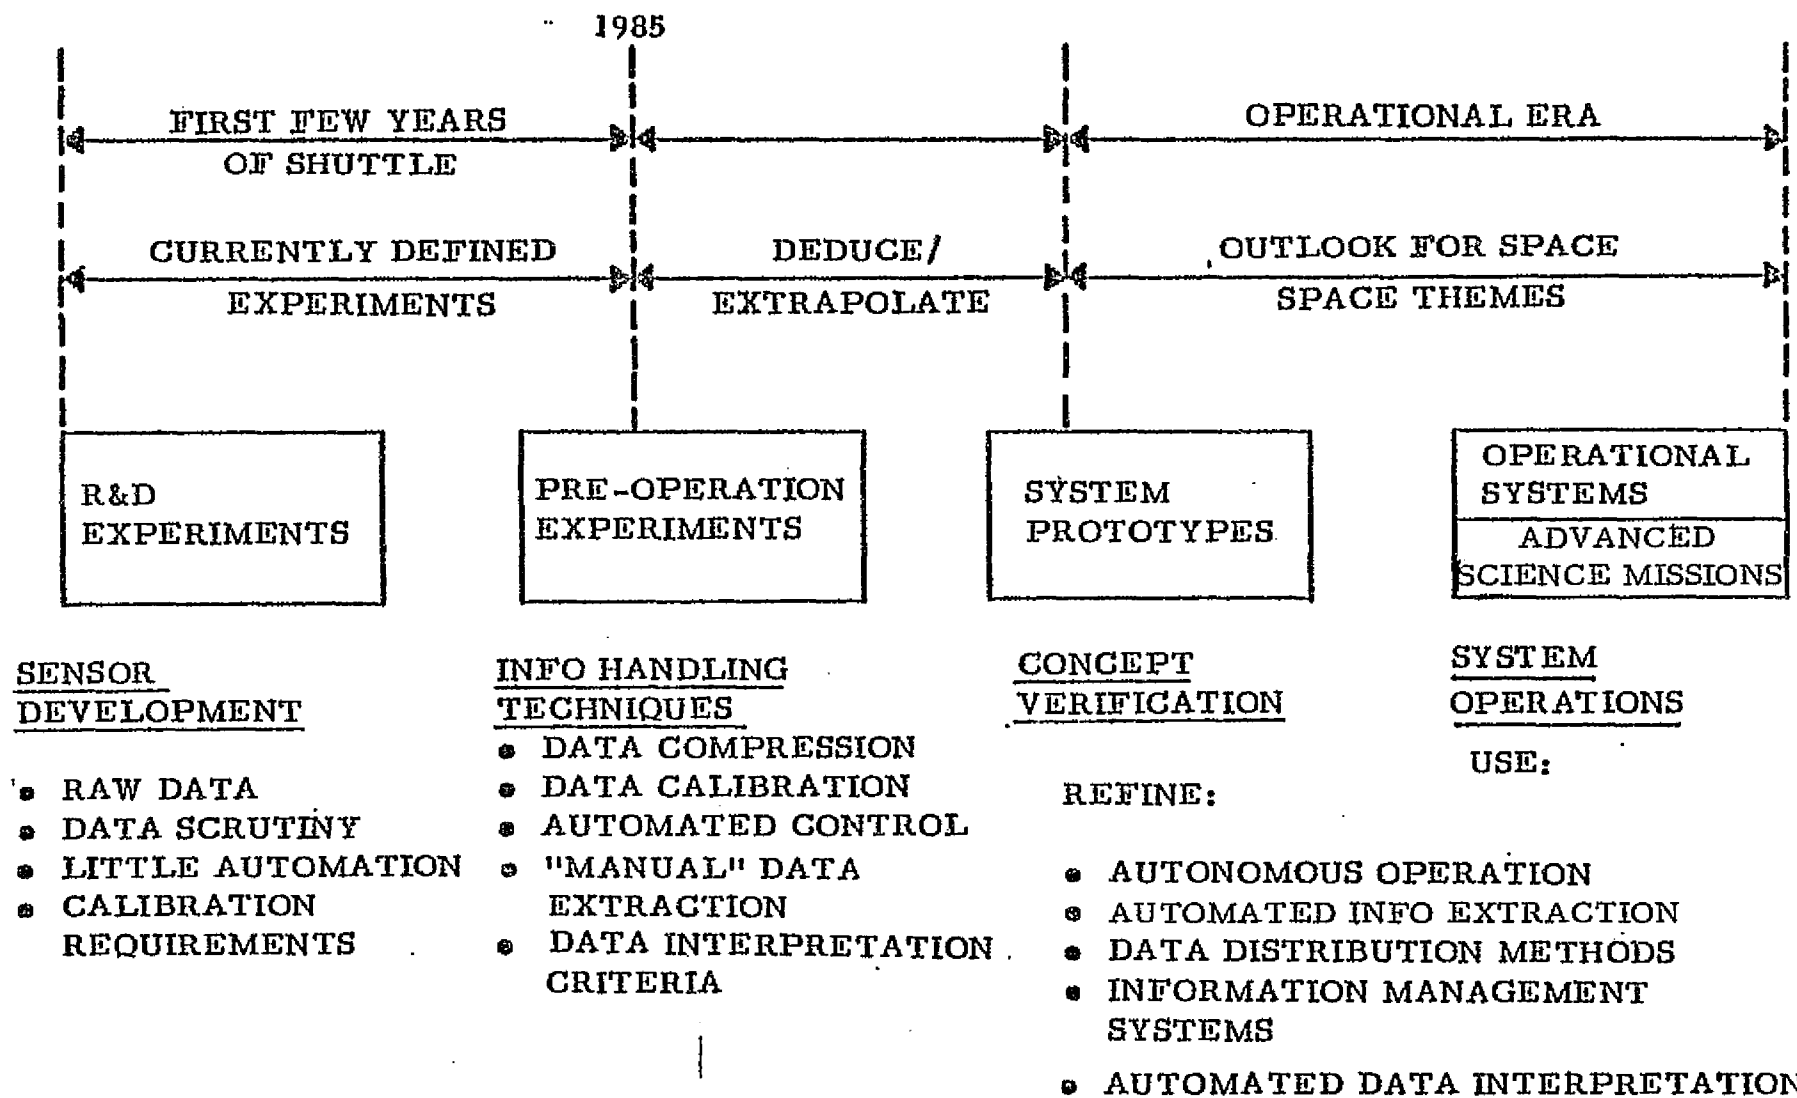 1985
FIRST FEW YEARS
OF SHUTTLE
OPERATIONAL ERA
CURRENTLY DEFINED
EXPERIMENTS
DEDUCE/
EXTRAPOLATE
OUTLOOK FOR SPACE
SPACE THEMES
R&D
EXPERIMENTS
PRE-OPERATION
EXPERIMENTS
SYSTEM
PROTOTYPES
OPERATIONAL
SYSTEMS
ADVANCED
SCIENCE MISSIONS
SENSOR
DEVELOPMENT
• RAW DATA
• DATA SCRUTINY
• LITTLE AUTOMATION
• CALIBRATION
REQUIREMENTS
INFO HANDLING
TECHNIQUES
• DATA COMPRESSION
• DATA CALIBRATION
• AUTOMATED CONTROL
• "MANUAL" DATA
EXTRACTION
• DATA INTERPRETATION
CRITERIA
CONCEPT
VERIFICATION
REFINE:
SYSTEM
OPERATIONS
USE:
• AUTONOMOUS OPERATION
• AUTOMATED INFO EXTRACTION
• DATA DISTRIBUTION METHODS
• INFORMATION MANAGEMENT
SYSTEMS
• AUTOMATED DATA INTERPRETATION